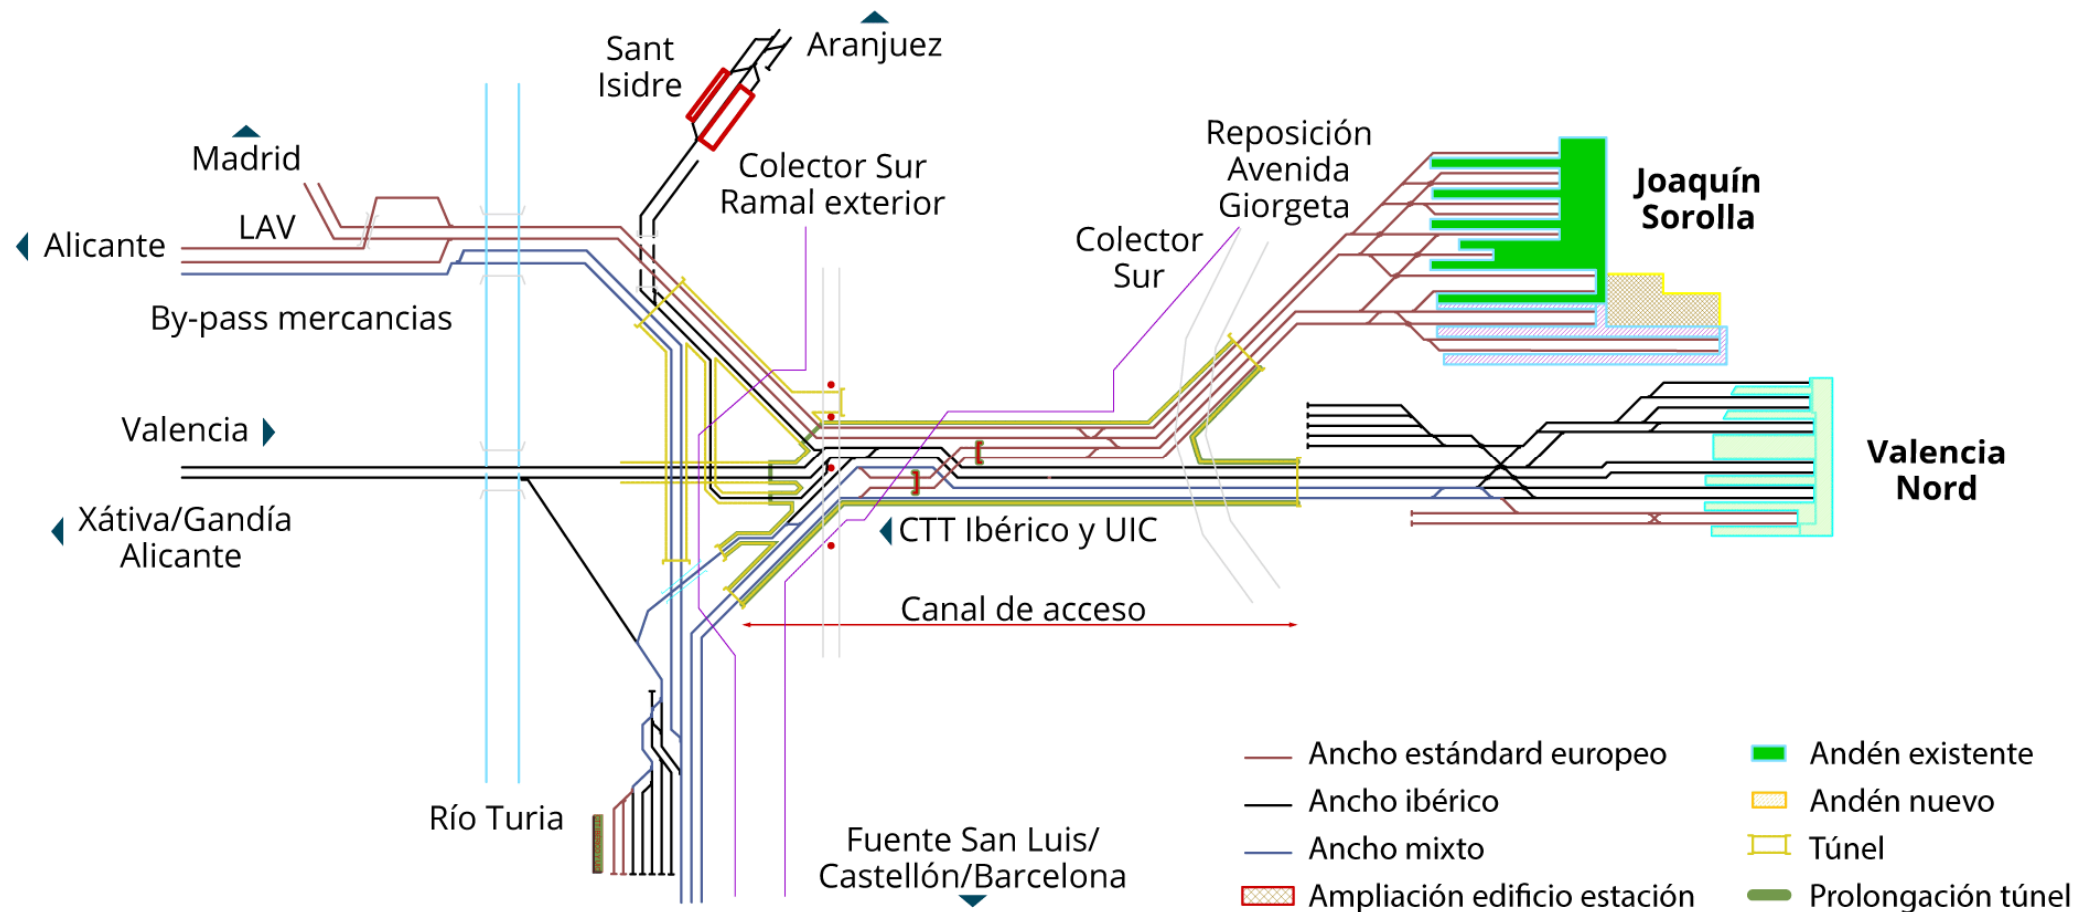 Sant
Isidre
Aranjuez
Madrid
LAV
Alicante
By-pass mercancias
Colector Sur
Ramal exterior
Reposición
Avenida
Giorgeta
Colector
Sur
Joaquín
Sorolla
Valencia
Xátiva/Gandía
Alicante
CTT Ibérico y UIC
Canal de acceso
Valencia
Nord
Río Turia
Fuente San Luis/
Castellón/Barcelona
Ancho estándard europeo
Ancho ibérico
Ancho mixto
Ampliación edificio estación
Andén existente
Andén nuevo
Túnel
Prolongación túnel